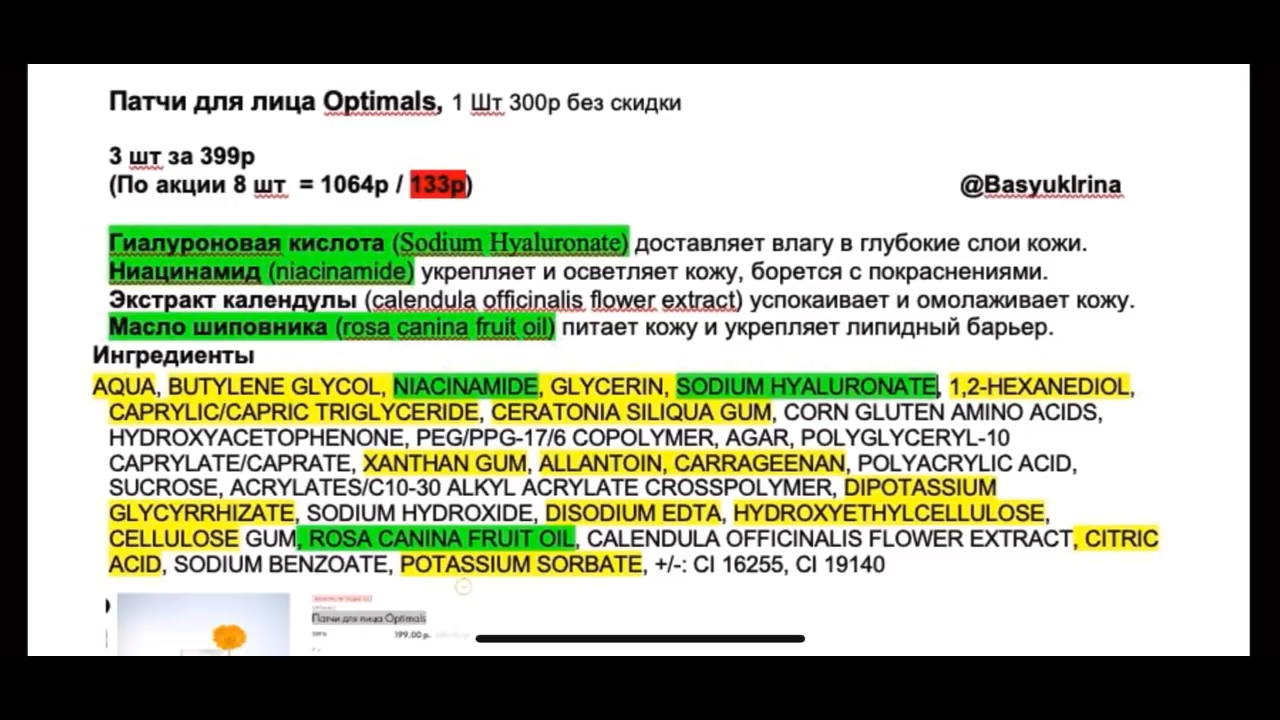 Патчи для лица Optimals, 1 Шт 300р без скидки
3 шт за 399р
(По акции 8 шт = 1064р / 133р)
@BasyukIrina
Гиалуроновая кислота (Sodium Hyaluronate) доставляет влагу в глубокие слои кожи.
Ниацинамид (niacinamide) укрепляет и осветляет кожу, борется с покраснениями.
Экстракт календулы (calendula officinalis flower extract) успокаивает и омолаживает кожу.
Масло шиповника (rosa canina fruit oil) питает кожу и укрепляет липидный барьер.
Ингредиенты
AQUA, BUTYLENE GLYCOL, NIACINAMIDE, GLYCERIN, SODIUM HYALURONATE, 1,2-HEXANEDIOL,
CAPRYLIC/CAPRIC TRIGLYCERIDE, CERATONIA SILIQUA GUM, CORN GLUTEN AMINO ACIDS,
HYDROXYACETOPHENONE, PEG/PPG-17/6 COPOLYMER, AGAR, POLYGLYCERYL-10
CAPRYLATE/CAPRATE, XANTHAN GUM, ALLANTOIN, CARRAGEENAN, POLYACRYLIC ACID,
SUCROSE, ACRYLATES/C10-30 ALKYL ACRYLATE CROSSPOLYMER, DIPOTASSIUM
GLYCYRRHIZATE, SODIUM HYDROXIDE, DISODIUM EDTA, HYDROXYETHYLCELLULOSE,
CELLULOSE GUM, ROSA CANINA FRUIT OIL, CALENDULA OFFICINALIS FLOWER EXTRACT, CITRIC
ACID, SODIUM BENZOATE, POTASSIUM SORBATE, +/-: CI 16255, CI 19140
Патчи для лица Optimals
199.00 р.